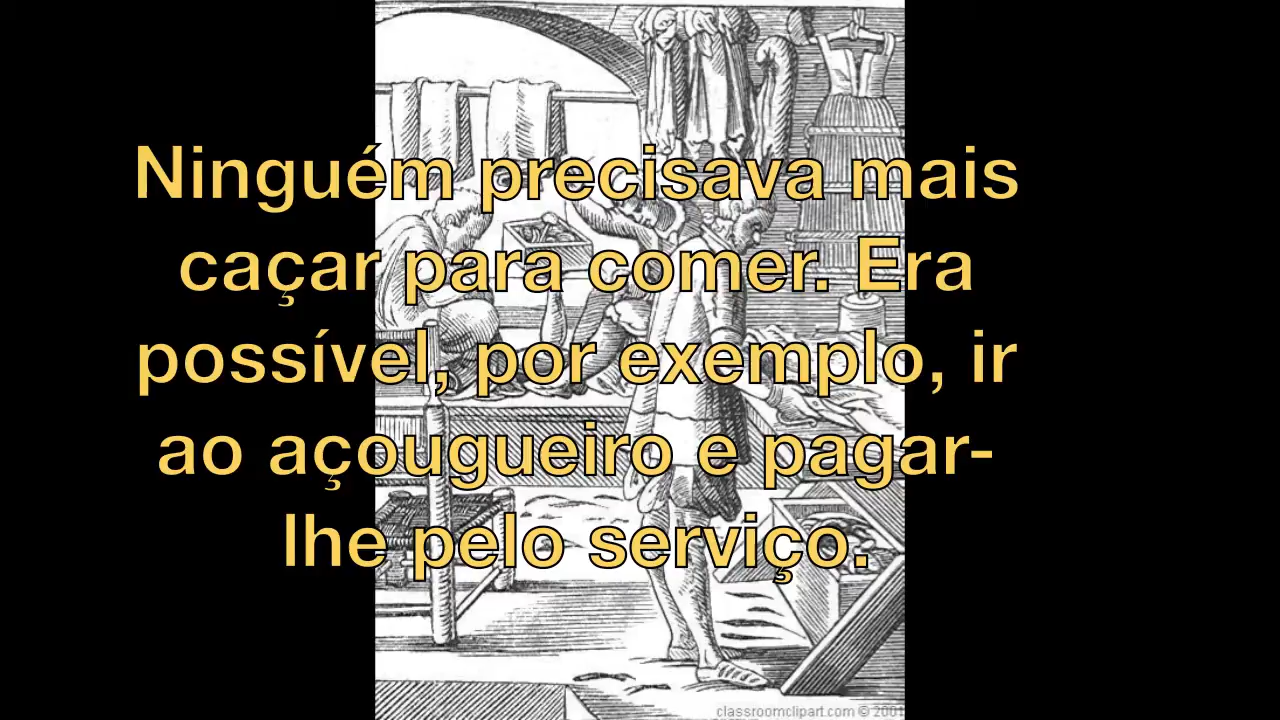 Ninguém precisava mais
caçar para comer. Era
possível, por exemplo, ir
ao açougueiro e pagar-
lhe pelo serviço.
classroomclipart.com © 2001